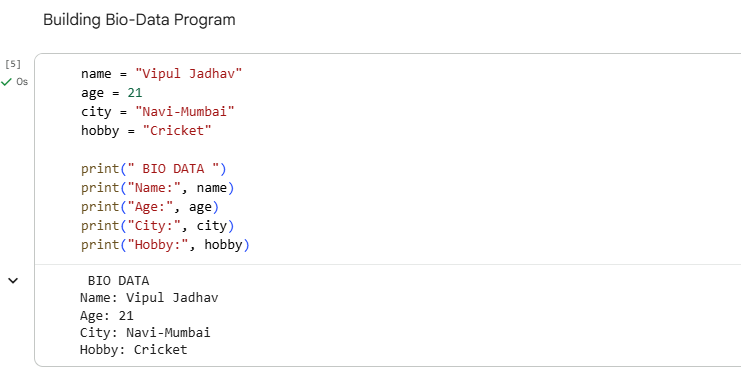 Building Bio-Data Program
[5]
0s
name = "Vipul Jadhav"
age = 21
city = "Navi-Mumbai"
hobby = "Cricket"
print(" BIO DATA ")
print("Name:", name)
print("Age:", age)
print("City:", city)
print("Hobby:", hobby)
BIO DATA
Name: Vipul Jadhav
Age: 21
City: Navi-Mumbai
Hobby: Cricket